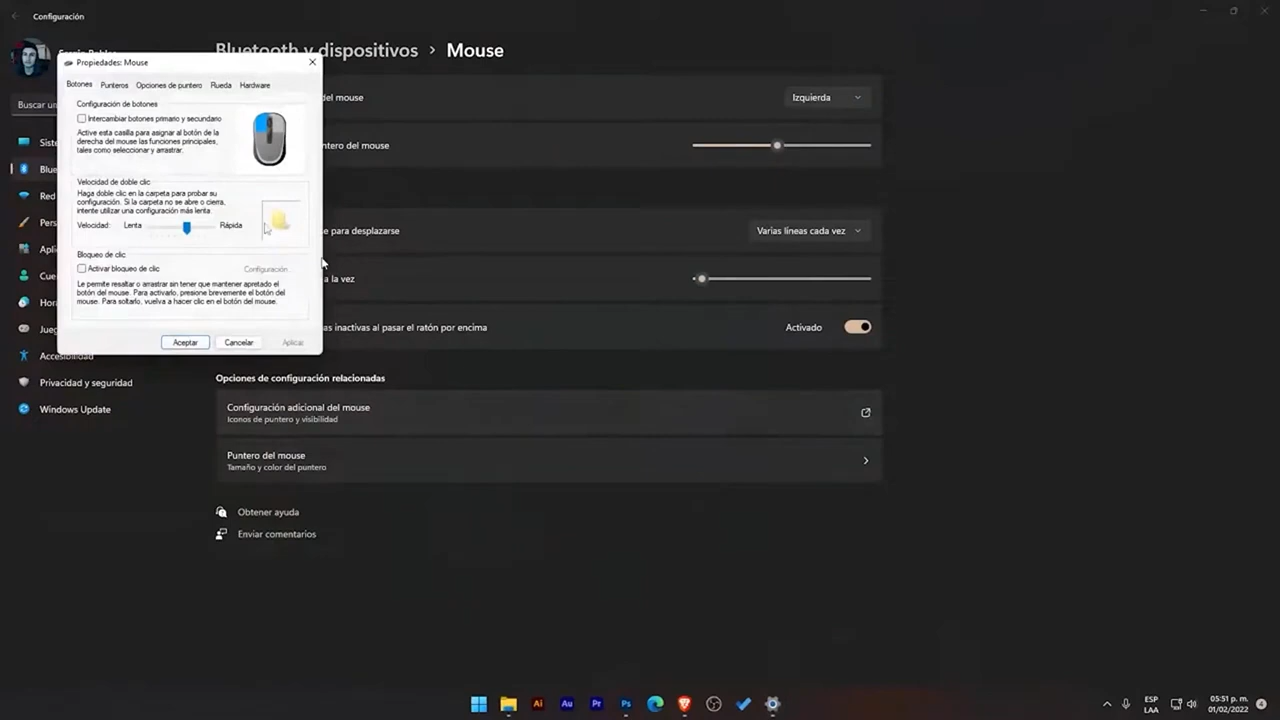 Configuración
Bluetooth y dispositivos > Mouse
Propiedades: Mouse
Botones Punteros Opciones de puntero Rueda Hardware
Configuración de botones
Intercambiar botones primario y secundario
Active esta casilla para asignar al botón de la
derecha del mouse las funciones principales,
tales como seleccionar y arrastrar.
Velocidad de doble clic
Haga doble clic en la carpeta para probar su
configuración. Si la carpeta no se abre o cierra,
intente utilizar una configuración más lenta.
Velocidad: Lenta Rápida
Bloqueo de clic
Activar bloqueo de clic Configuración...
Le permite resaltar o arrastrar sin tener que mantener apretado el
botón del mouse. Para activarlo, presione brevemente el botón del
mouse. Para soltarlo, vuelva a hacer clic en el botón del mouse.
Aceptar Cancelar Aplicar
Buscar un
Red
Accesibilidad
Privacidad y seguridad
Windows Update
del mouse Izquierda
ntero del mouse
e para desplazarse Varias líneas cada vez
a la vez
as inactivas al pasar el ratón por encima Activado
Opciones de configuración relacionadas
Configuración adicional del mouse
Iconos de puntero y visibilidad
Puntero del mouse
Tamaño y color del puntero
Obtener ayuda
Enviar comentarios
Ai Au Pr Ps
ESP
LAA
05:51 p. m.
01/02/2022
4